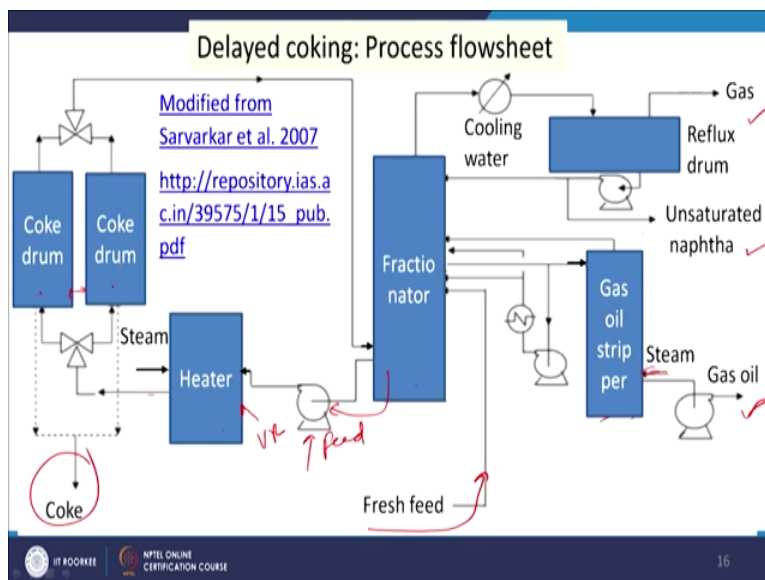 Delayed coking: Process flowsheet
Modified from
Sarvarkar et al. 2007
http://repository.ias.a
c.in/39575/1/15_pub.
pdf
Cooling
water
Gas
Reflux
drum
Unsaturated
naphtha
Coke
drum
Coke
drum
Fractio
nator
Gas
oil
strip
per
Steam
Heater
Steam
Gas oil
VR
feed
Coke
Fresh feed
IIT ROORKEE
NPTEL ONLINE
CERTIFICATION COURSE
16